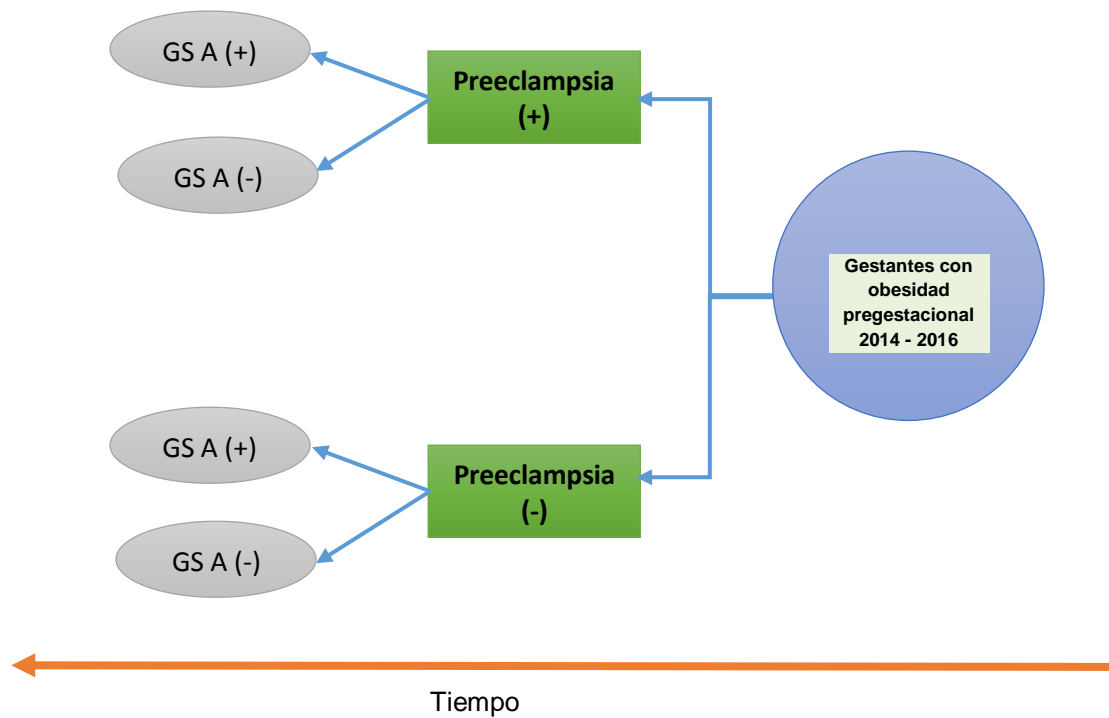 GS A (+)
Preeclampsia
(+)
GS A (-)
Gestantes con
obesidad
pregestacional
2014 - 2016
GS A (+)
Preeclampsia
(-)
GS A (-)
Tiempo